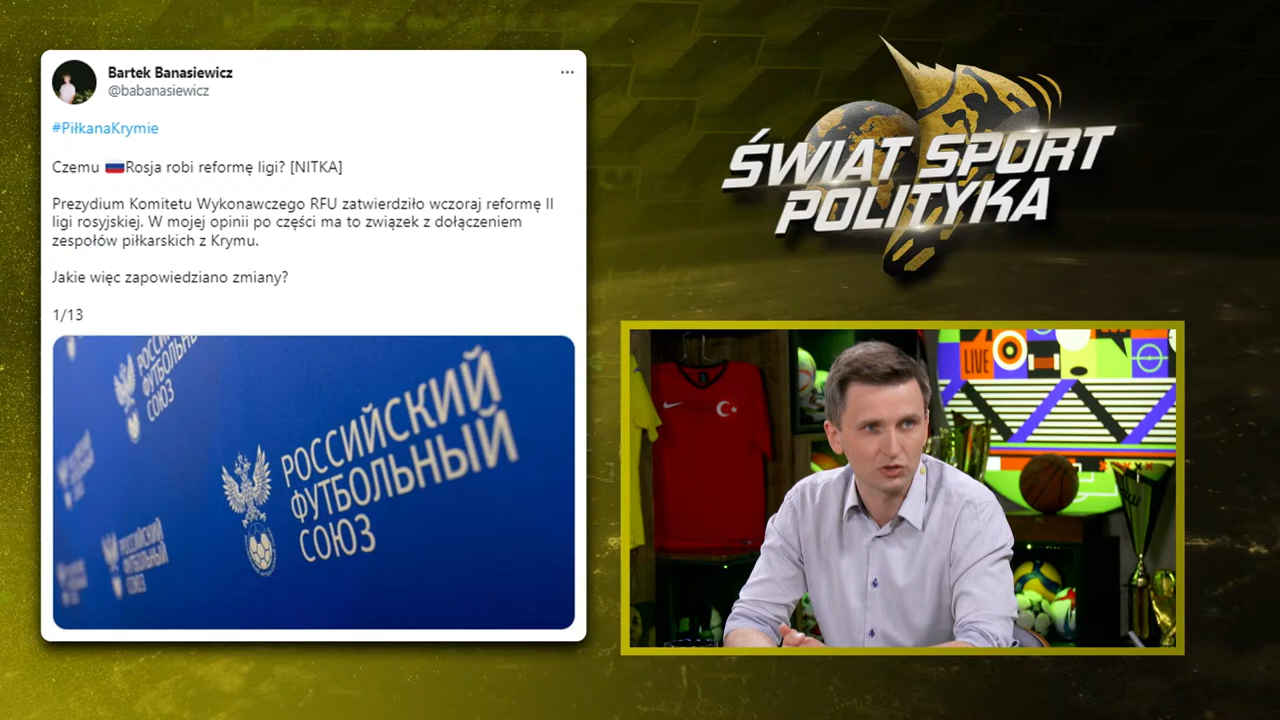 Bartek Banasiewicz
@babanasiewicz
#PiłkanaKrymie
Czemu Rosja robi reformę ligi? [NITKA]
Prezydium Komitetu Wykonawczego RFU zatwierdziło wczoraj reformę II
ligi rosyjskiej. W mojej opinii po części ma to związek z dołączeniem
zespołów piłkarskich z Krymu.
Jakie więc zapowiedziano zmiany?
1/13
РОССИЙСКИЙ
ФУТБОЛЬНЫЙ
СОЮЗ
ФУТБОЛЬНЫ
СОЮЗ
ŚWIAT SPORT
POLITYKA
LIVE